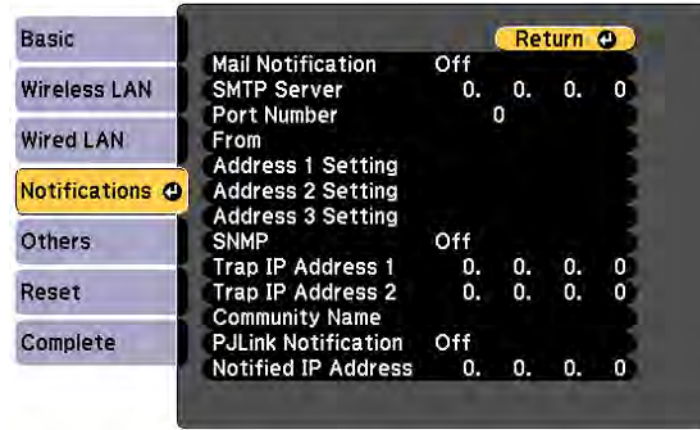 Basic
Wireless LAN
Wired LAN
Notifications
Others
Reset
Complete
Return
Mail Notification Off
SMTP Server 0. 0. 0. 0
Port Number 0
From
Address 1 Setting
Address 2 Setting
Address 3 Setting
SNMP Off
Trap IP Address 1 0. 0. 0. 0
Trap IP Address 2 0. 0. 0. 0
Community Name
PJLink Notification Off
Notified IP Address 0. 0. 0. 0